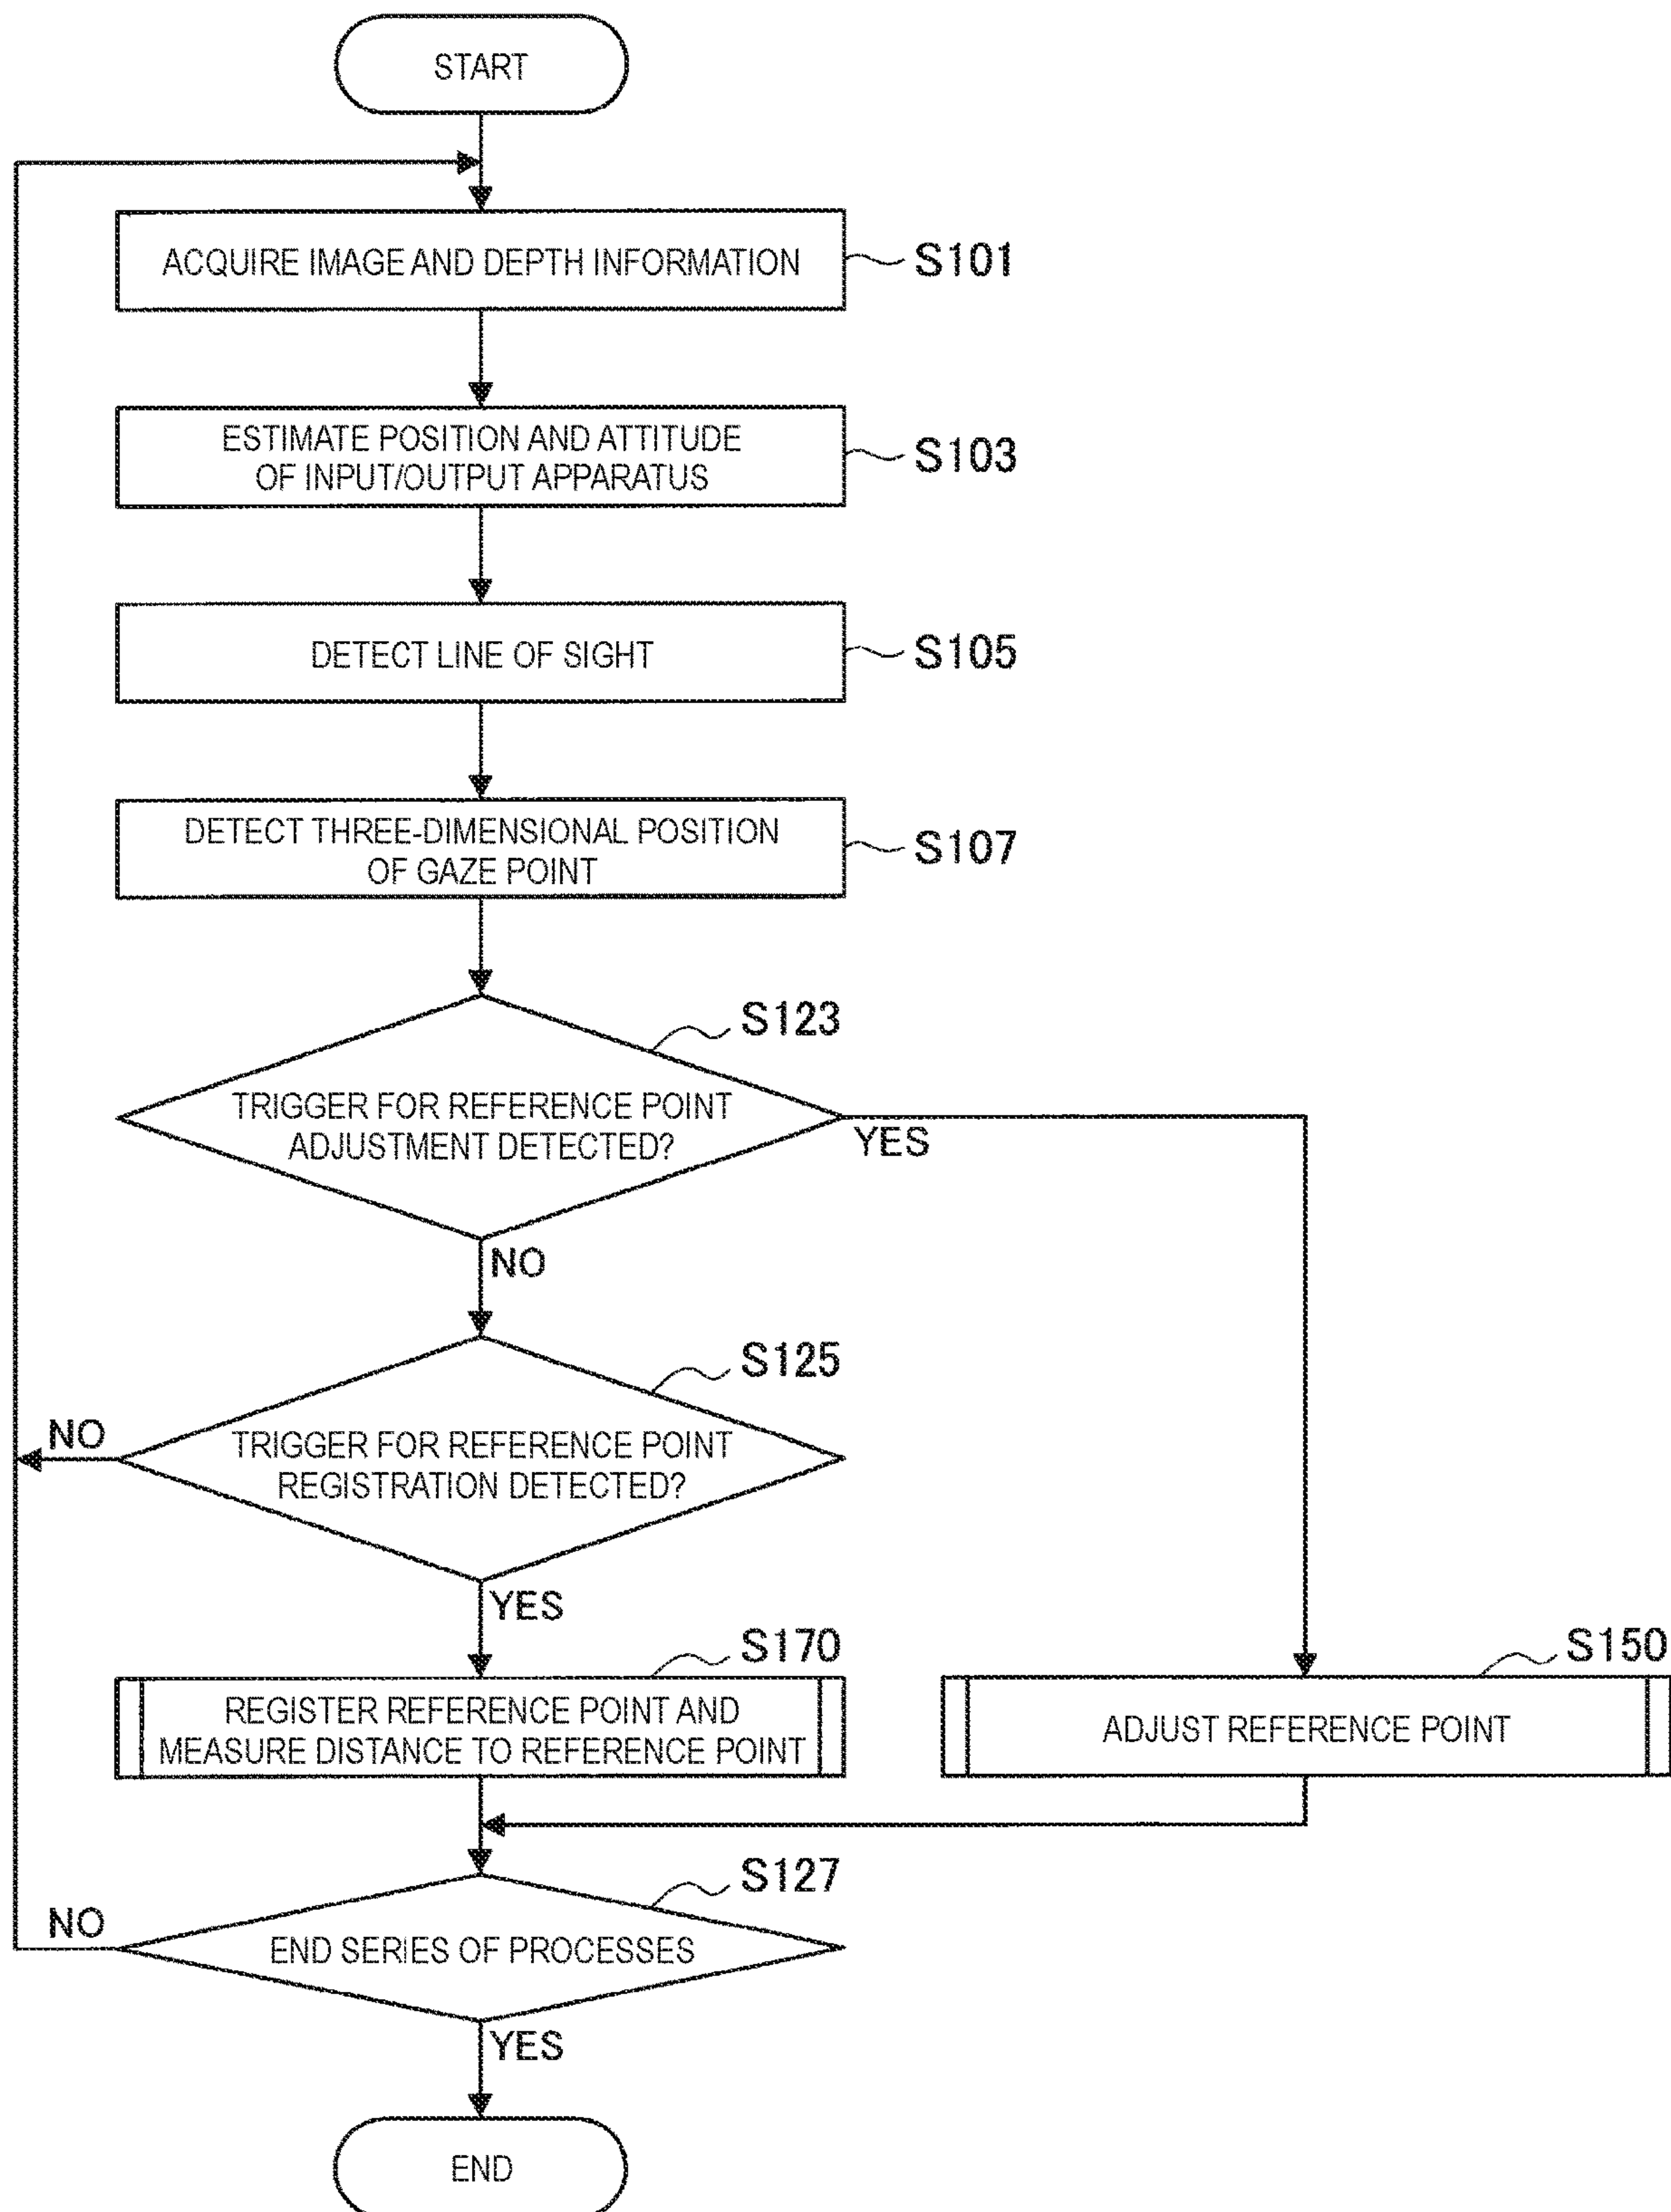 START
ACQUIRE IMAGE AND DEPTH INFORMATION
S101
ESTIMATE POSITION AND ATTITUDE
OF INPUT/OUTPUT APPARATUS
S103
DETECT LINE OF SIGHT
S105
DETECT THREE-DIMENSIONAL POSITION
OF GAZE POINT
S107
S123
TRIGGER FOR REFERENCE POINT
ADJUSTMENT DETECTED?
YES
NO
S125
TRIGGER FOR REFERENCE POINT
REGISTRATION DETECTED?
NO
YES
S170
REGISTER REFERENCE POINT AND
MEASURE DISTANCE TO REFERENCE POINT
S150
ADJUST REFERENCE POINT
S127
END SERIES OF PROCESSES
NO
YES
END